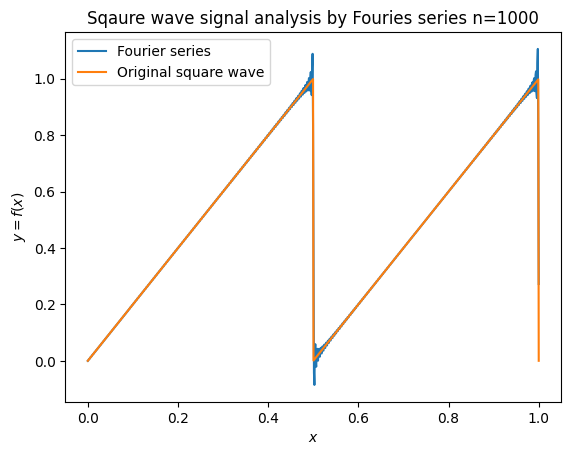 Sqaure wave signal analysis by Fouries series n=1000
Fourier series
Original square wave
1.0
0.8
0.6
0.4
0.2
0.0
y = f(x)
0.0 0.2 0.4 0.6 0.8 1.0
x